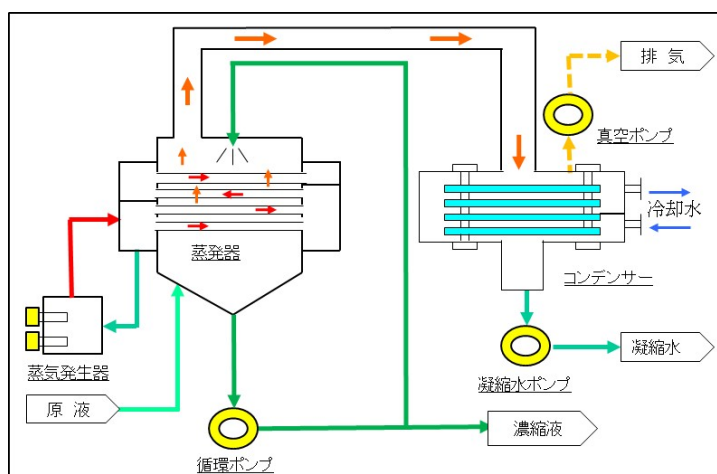 排 気
真空ポンプ
冷却水
蒸発器
コンデンサー
蒸気発生器
凝縮水
凝縮水ポンプ
原 液
濃縮液
循環ポンプ